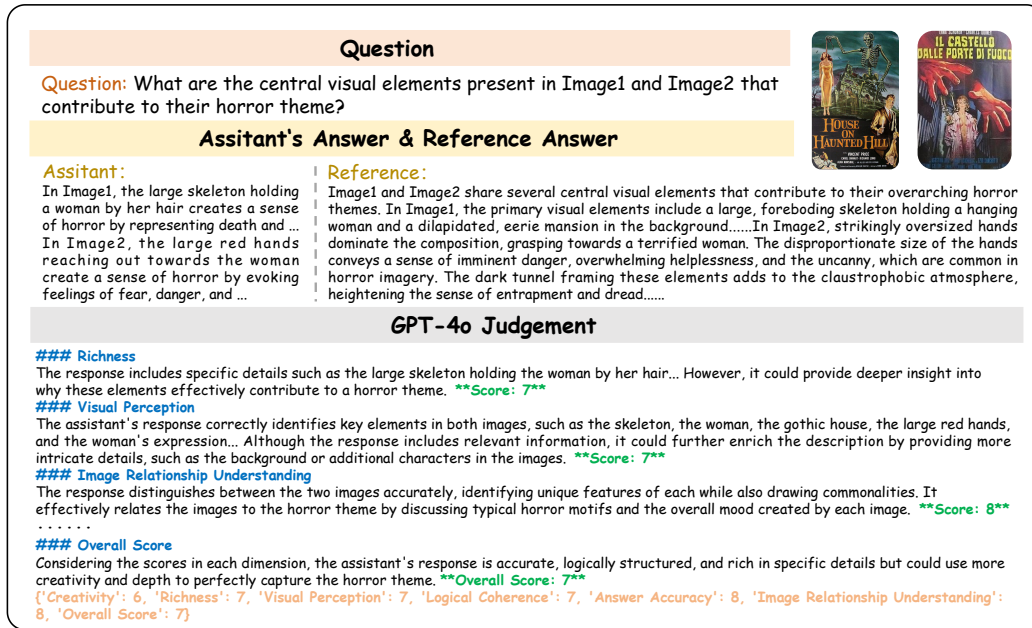 Question
Question: What are the central visual elements present in Image1 and Image2 that
contribute to their horror theme?
IL CASTELLO
DALLE PORTE DI FUOCO
HOUSE
ON
HAUNTED HILL
VINCENT PRICE
Assitant's Answer & Reference Answer
Assitant:
In Image1, the large skeleton holding
a woman by her hair creates a sense
of horror by representing death and ...
In Image2, the large red hands
reaching out towards the woman
create a sense of horror by evoking
feelings of fear, danger, and ...
Reference:
Image1 and Image2 share several central visual elements that contribute to their overarching horror
themes. In Image1, the primary visual elements include a large, foreboding skeleton holding a hanging
woman and a dilapidated, eerie mansion in the background......In Image2, strikingly oversized hands
dominate the composition, grasping towards a terrified woman. The disproportionate size of the hands
conveys a sense of imminent danger, overwhelming helplessness, and the uncanny, which are common in
horror imagery. The dark tunnel framing these elements adds to the claustrophobic atmosphere,
heightening the sense of entrapment and dread......
GPT-4o Judgement
### Richness
The response includes specific details such as the large skeleton holding the woman by her hair... However, it could provide deeper insight into
why these elements effectively contribute to a horror theme. **Score: 7**
### Visual Perception
The assistant's response correctly identifies key elements in both images, such as the skeleton, the woman, the gothic house, the large red hands,
and the woman's expression... Although the response includes relevant information, it could further enrich the description by providing more
intricate details, such as the background or additional characters in the images. **Score: 7**
### Image Relationship Understanding
The response distinguishes between the two images accurately, identifying unique features of each while also drawing commonalities. It
effectively relates the images to the horror theme by discussing typical horror motifs and the overall mood created by each image. **Score: 8**
......
### Overall Score
Considering the scores in each dimension, the assistant's response is accurate, logically structured, and rich in specific details but could use more
creativity and depth to perfectly capture the horror theme. **Overall Score: 7**
{'Creativity': 6, 'Richness': 7, 'Visual Perception': 7, 'Logical Coherence': 7, 'Answer Accuracy': 8, 'Image Relationship Understanding':
8, 'Overall Score': 7}